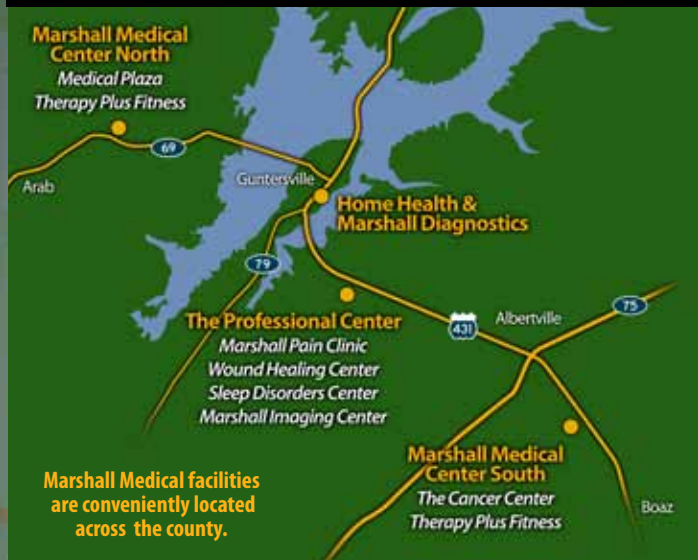 Marshall Medical
Center North
Medical Plaza
Therapy Plus Fitness
69
Arab
Guntersville
Home Health &
Marshall Diagnostics
79
The Professional Center
Marshall Pain Clinic
Wound Healing Center
Sleep Disorders Center
Marshall Imaging Center
431
Albertville
75
Marshall Medical
Center South
The Cancer Center
Therapy Plus Fitness
Boaz
Marshall Medical facilities
are conveniently located
across the county.